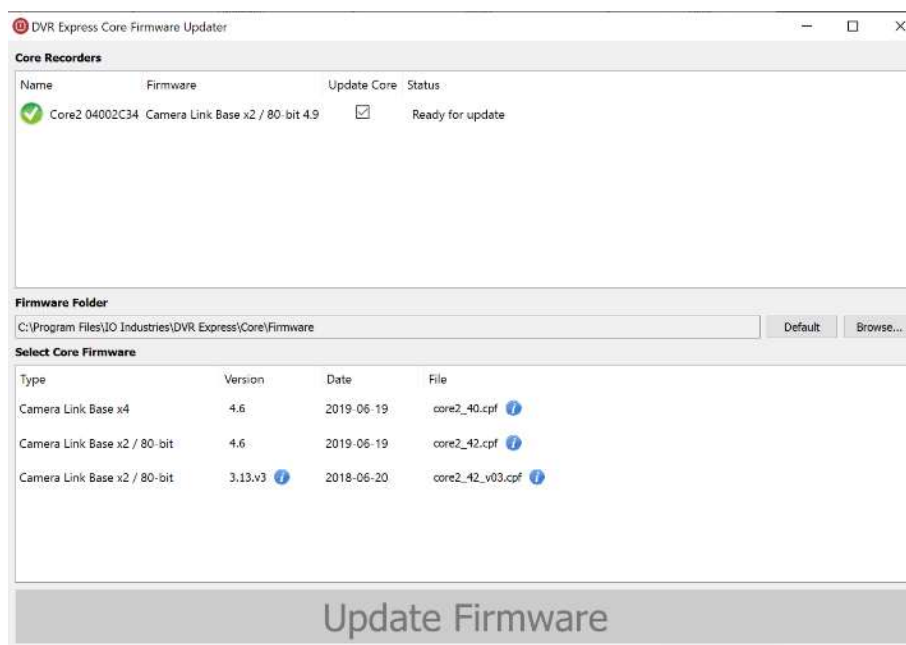 DVR Express Core Firmware Updater
Core Recorders
Name Firmware Update Core Status
Core2 04002C34 Camera Link Base x2 / 80-bit 4.9 Ready for update
Firmware Folder
C:\Program Files\IO Industries\DVR Express\Core\Firmware Default Browse...
Select Core Firmware
Type Version Date File
Camera Link Base x4 4.6 2019-06-19 core2_40.cpf
Camera Link Base x2 / 80-bit 4.6 2019-06-19 core2_42.cpf
Camera Link Base x2 / 80-bit 3.13.v3 2018-06-20 core2_42_v03.cpf
Update Firmware